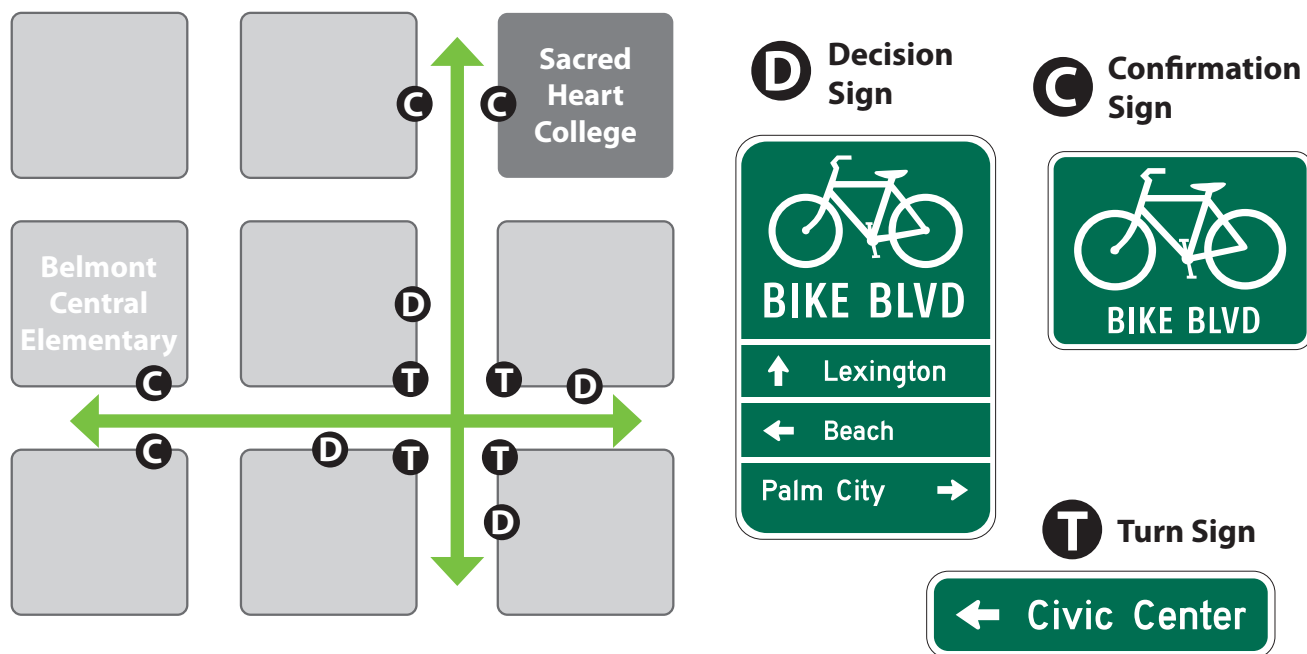 Sacred
Heart
College
C
C
Belmont
Central
Elementary
D
T
T
D
C
C
D
T
T
D
D
Decision
Sign
BIKE BLVD
Lexington
Beach
Palm City
C
Confirmation
Sign
BIKE BLVD
T
Turn Sign
Civic Center